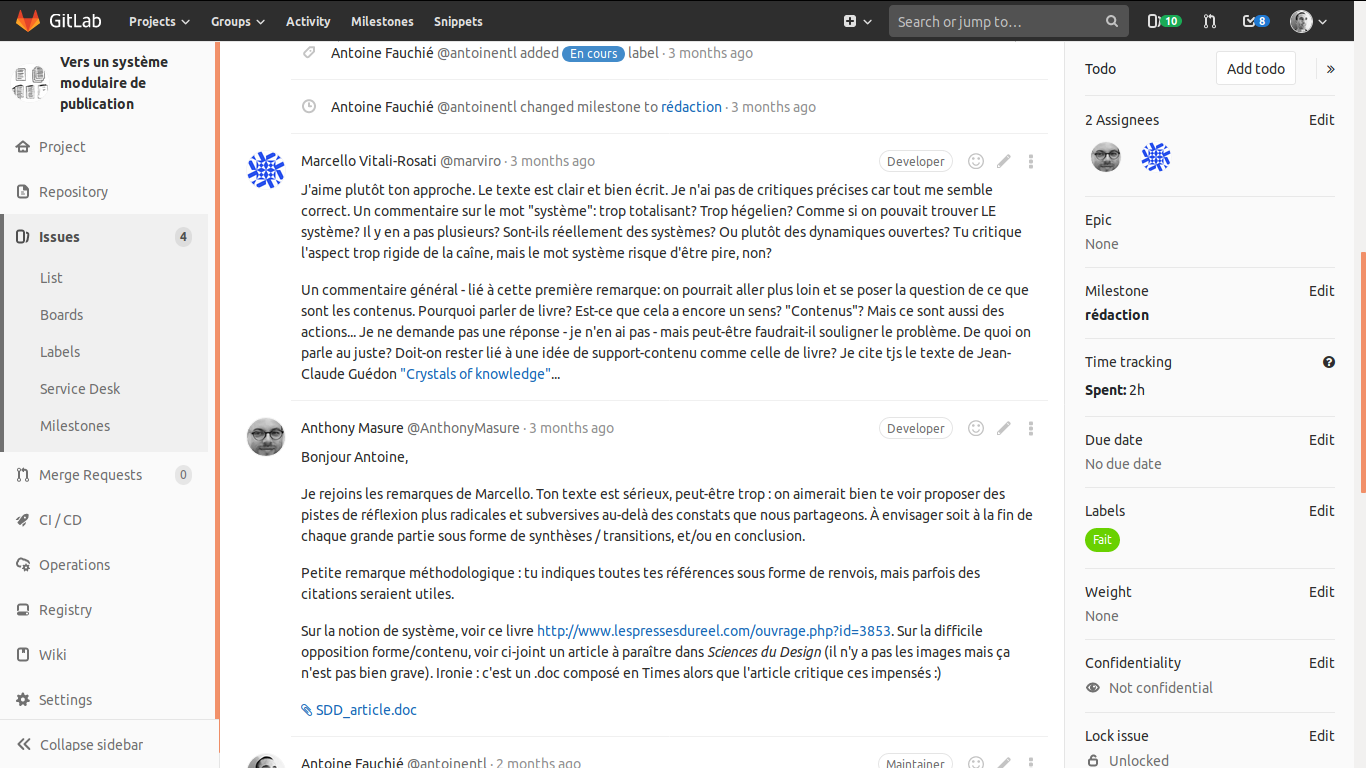 GitLab Projects Groups Activity Milestones Snippets Search or jump to… 10 8
Vers un système
modulaire de
publication
Project
Repository
Issues 4
List
Boards
Labels
Service Desk
Milestones
Merge Requests 0
CI / CD
Operations
Registry
Wiki
Settings
Collapse sidebar
Antoine Fauchié @antoinentl added En cours label · 3 months ago
Antoine Fauchié @antoinentl changed milestone to rédaction · 3 months ago
Marcello Vitali-Rosati @marviro · 3 months ago Developer
J'aime plutôt ton approche. Le texte est clair et bien écrit. Je n'ai pas de critiques précises car tout me semble
correct. Un commentaire sur le mot "système": trop totalisant? Trop hégelien? Comme si on pouvait trouver LE
système? Il y en a pas plusieurs? Sont-ils réellement des systèmes? Ou plutôt des dynamiques ouvertes? Tu critique
l'aspect trop rigide de la caîne, mais le mot système risque d'être pire, non?
Un commentaire général - lié à cette première remarque: on pourrait aller plus loin et se poser la question de ce que
sont les contenus. Pourquoi parler de livre? Est-ce que cela a encore un sens? "Contenus"? Mais ce sont aussi des
actions... Je ne demande pas une réponse - je n'en ai pas - mais peut-être faudrait-il souligner le problème. De quoi on
parle au juste? Doit-on rester lié à une idée de support-contenu comme celle de livre? Je cite tjs le texte de Jean-
Claude Guédon "Crystals of knowledge"...
Anthony Masure @AnthonyMasure · 3 months ago Developer
Bonjour Antoine,
Je rejoins les remarques de Marcello. Ton texte est sérieux, peut-être trop : on aimerait bien te voir proposer des
pistes de réflexion plus radicales et subversives au-delà des constats que nous partageons. À envisager soit à la fin de
chaque grande partie sous forme de synthèses / transitions, et/ou en conclusion.
Petite remarque méthodologique : tu indiques toutes tes références sous forme de renvois, mais parfois des
citations seraient utiles.
Sur la notion de système, voir ce livre http://www.lespressesdureel.com/ouvrage.php?id=3853. Sur la difficile
opposition forme/contenu, voir ci-joint un article à paraître dans Sciences du Design (il n'y a pas les images mais ça
n'est pas bien grave). Ironie : c'est un .doc composé en Times alors que l'article critique ces impensés :)
SDD_article.doc
Antoine Fauchié @antoinentl · 2 months ago Maintainer
Todo Add todo »
2 Assignees Edit
Epic
None
Milestone Edit
rédaction
Time tracking
Spent: 2h
Due date Edit
No due date
Labels Edit
Fait
Weight Edit
None
Confidentiality Edit
Not confidential
Lock issue Edit
Unlocked